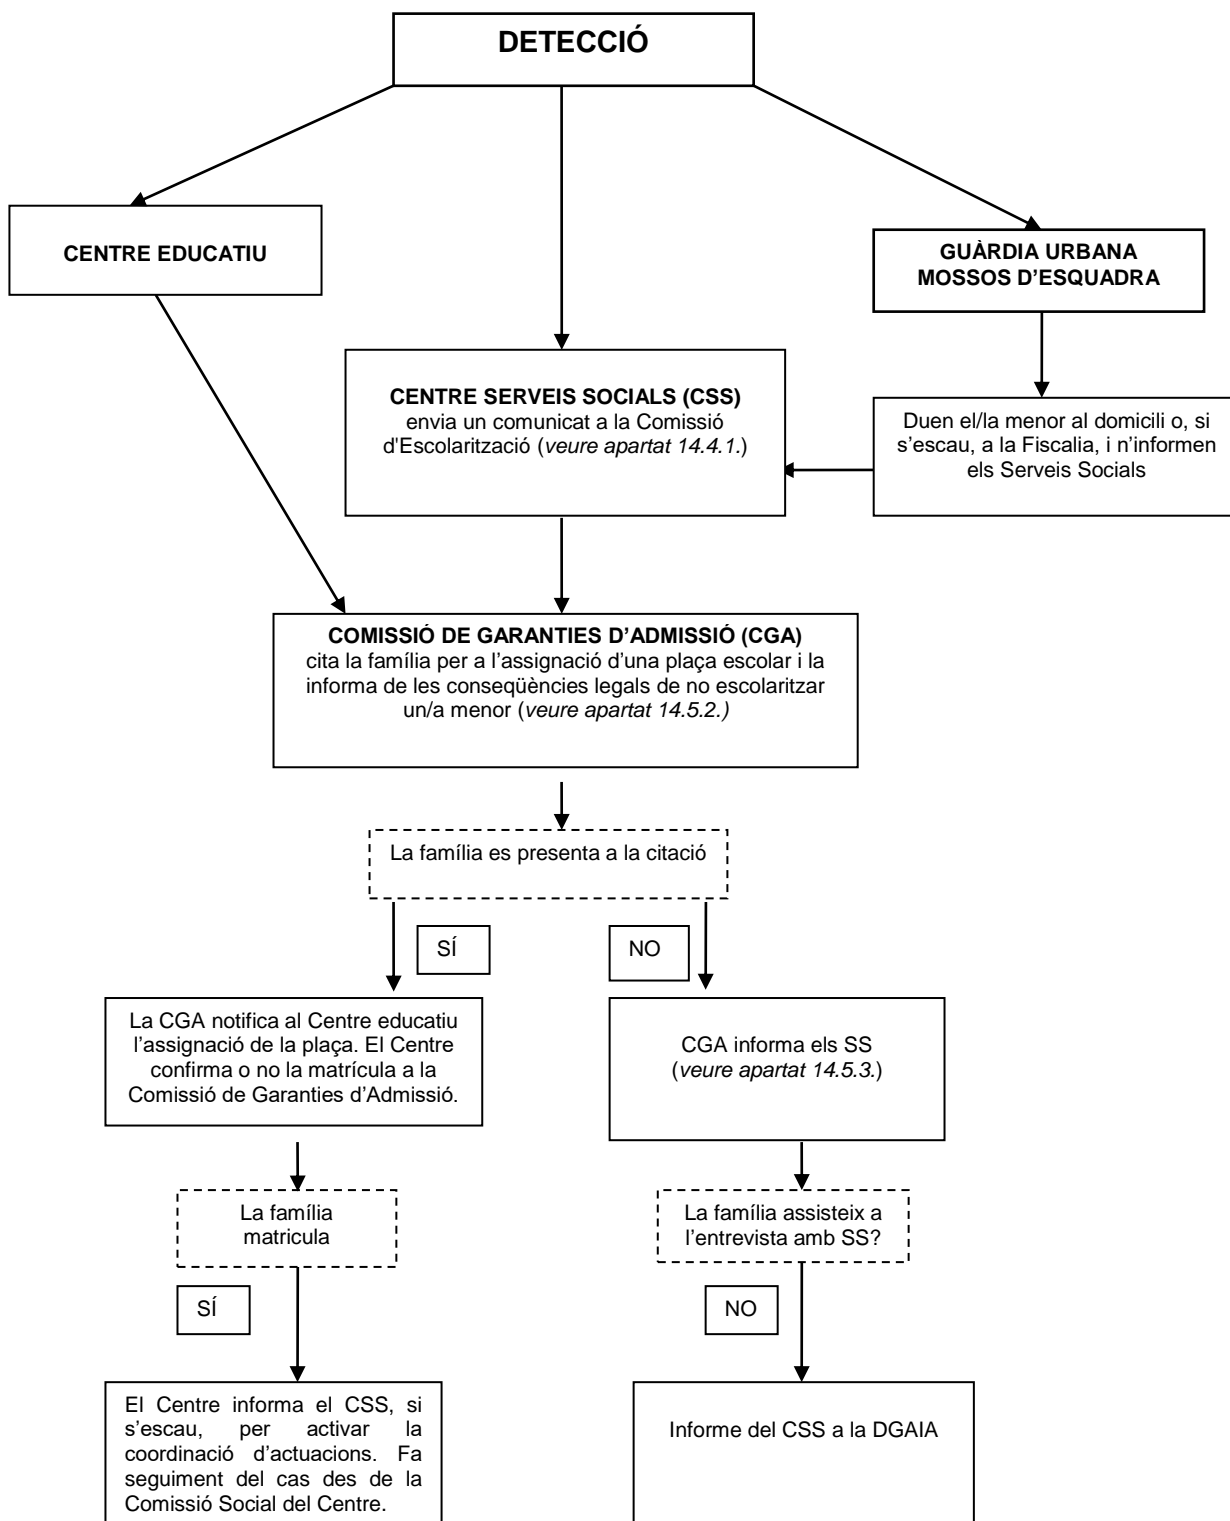 DETECCIÓ
CENTRE EDUCATIU
GUÀRDIA URBANA
MOSSOS D’ESQUADRA
CENTRE SERVEIS SOCIALS (CSS)
envia un comunicat a la Comissió
d'Escolarització (veure apartat 14.4.1.)
Duen el/la menor al domicili o, si
s’escau, a la Fiscalia, i n’informen
els Serveis Socials
COMISSIÓ DE GARANTIES D’ADMISSIÓ (CGA)
cita la família per a l’assignació d’una plaça escolar i la
informa de les conseqüències legals de no escolaritzar
un/a menor (veure apartat 14.5.2.)
La família es presenta a la citació
SÍ
NO
La CGA notifica al Centre educatiu
l’assignació de la plaça. El Centre
confirma o no la matrícula a la
Comissió de Garanties d’Admissió.
CGA informa els SS
(veure apartat 14.5.3.)
La família
matricula
La família assisteix a
l’entrevista amb SS?
SÍ
NO
El Centre informa el CSS, si
s’escau, per activar la
coordinació d’actuacions. Fa
seguiment del cas des de la
Comissió Social del Centre.
Informe del CSS a la DGAIA